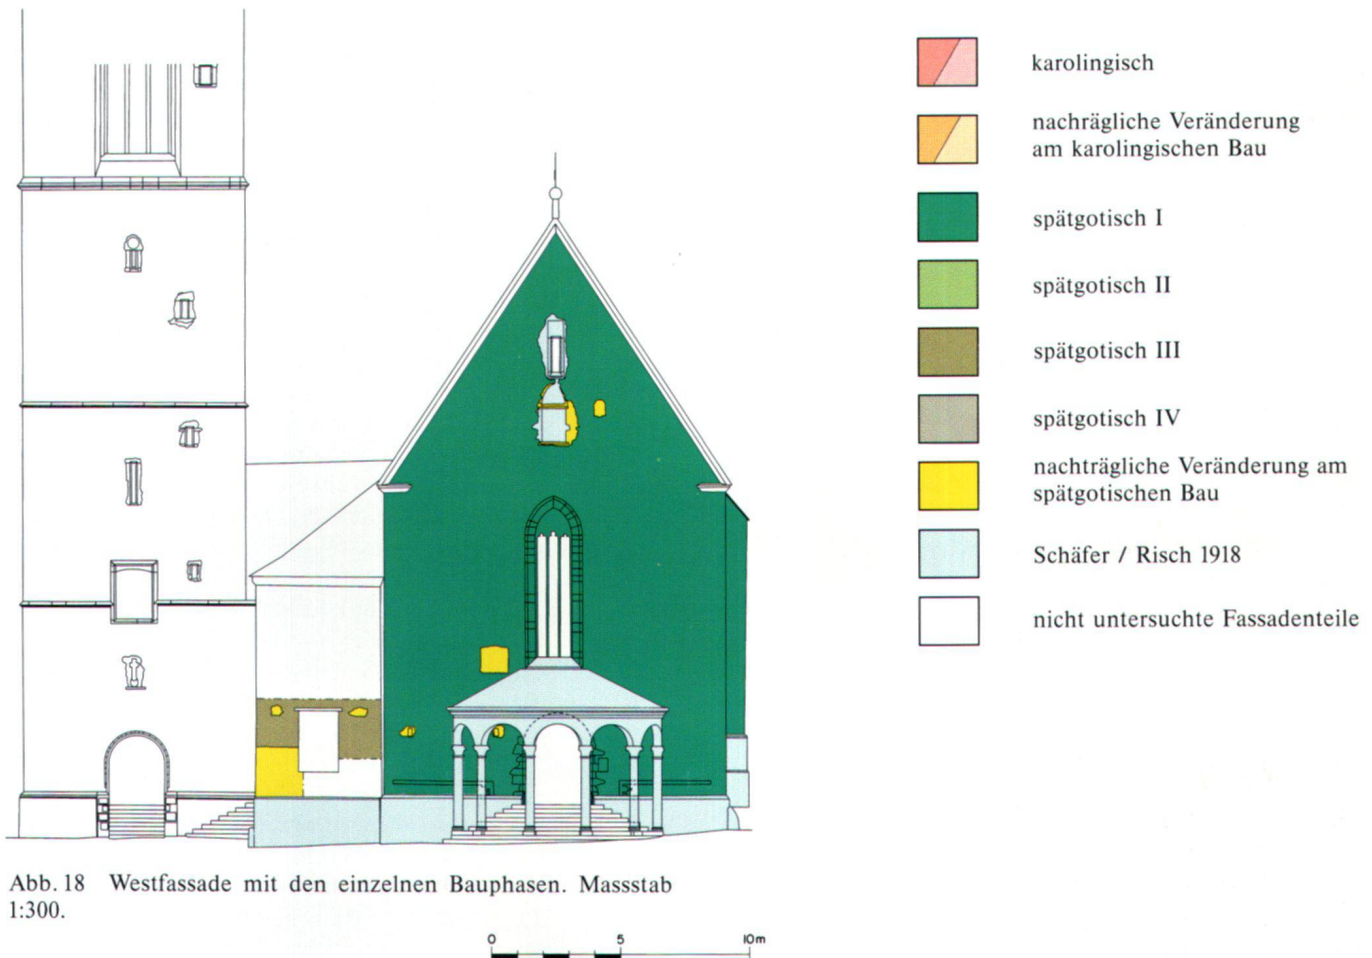 karolingisch
nachrägliche Veränderung
am karolingischen Bau
spätgotisch I
spätgotisch II
spätgotisch III
spätgotisch IV
nachträgliche Veränderung am
spätgotischen Bau
Schäfer / Risch 1918
nicht untersuchte Fassadenteile
Abb. 18 Westfassade mit den einzelnen Bauphasen. Massstab
1:300.
0 5 10m